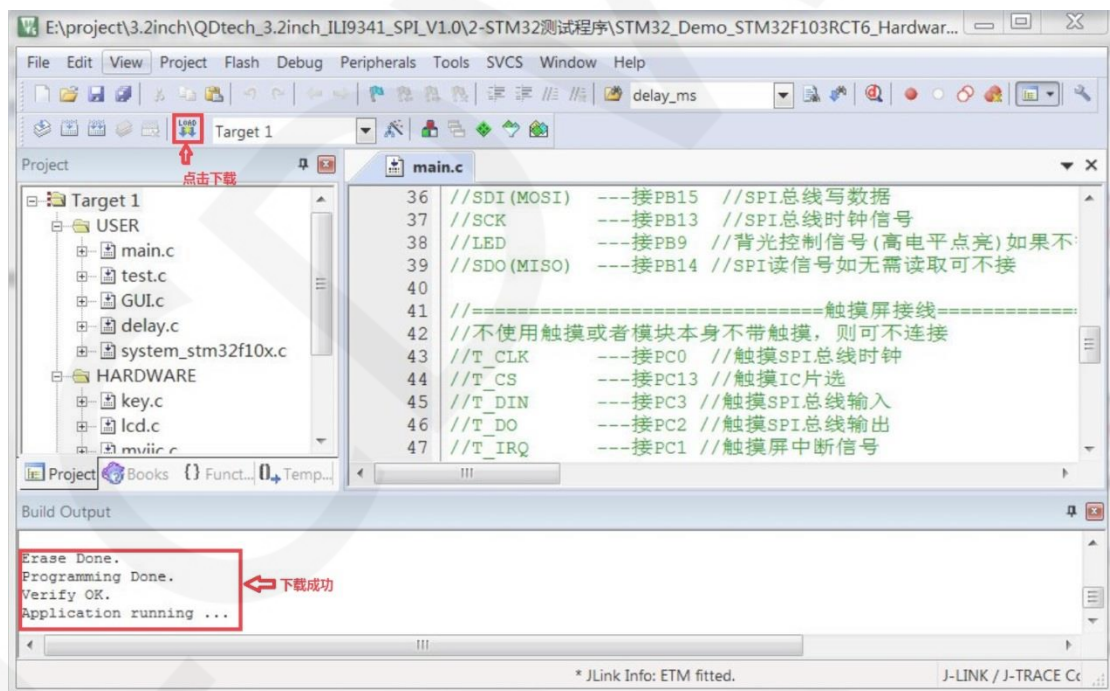 E:\project\3.2inch\QDtech_3.2inch_ILI9341_SPI_V1.0\2-STM32测试程序\STM32_Demo_STM32F103RCT6_Hardwar...
File Edit View Project Flash Debug Peripherals Tools SVCS Window Help
delay_ms
LOAD Target 1
点击下载
Project
main.c
Target 1
USER
main.c
test.c
GUI.c
delay.c
system_stm32f10x.c
HARDWARE
key.c
lcd.c
myiic.c
36 //SDI(MOSI) ---接PB15 //SPI总线写数据
37 //SCK ---接PB13 //SPI总线时钟信号
38 //LED ---接PB9 //背光控制信号(高电平点亮)如果不
39 //SDO(MISO) ---接PB14 //SPI读信号如无需读取可不接
40
41 //===============================触摸屏接线=============
42 //不使用触摸或者模块本身不带触摸，则可不连接
43 //T_CLK ---接PC0 //触摸SPI总线时钟
44 //T_CS ---接PC13 //触摸IC片选
45 //T_DIN ---接PC3 //触摸SPI总线输入
46 //T_DO ---接PC2 //触摸SPI总线输出
47 //T_IRQ ---接PC1 //触摸屏中断信号
Project Books {} Funct... 0 Temp...
Build Output
Erase Done.
Programming Done.
Verify OK.
Application running ...
下载成功
* JLink Info: ETM fitted. J-LINK / J-TRACE Co